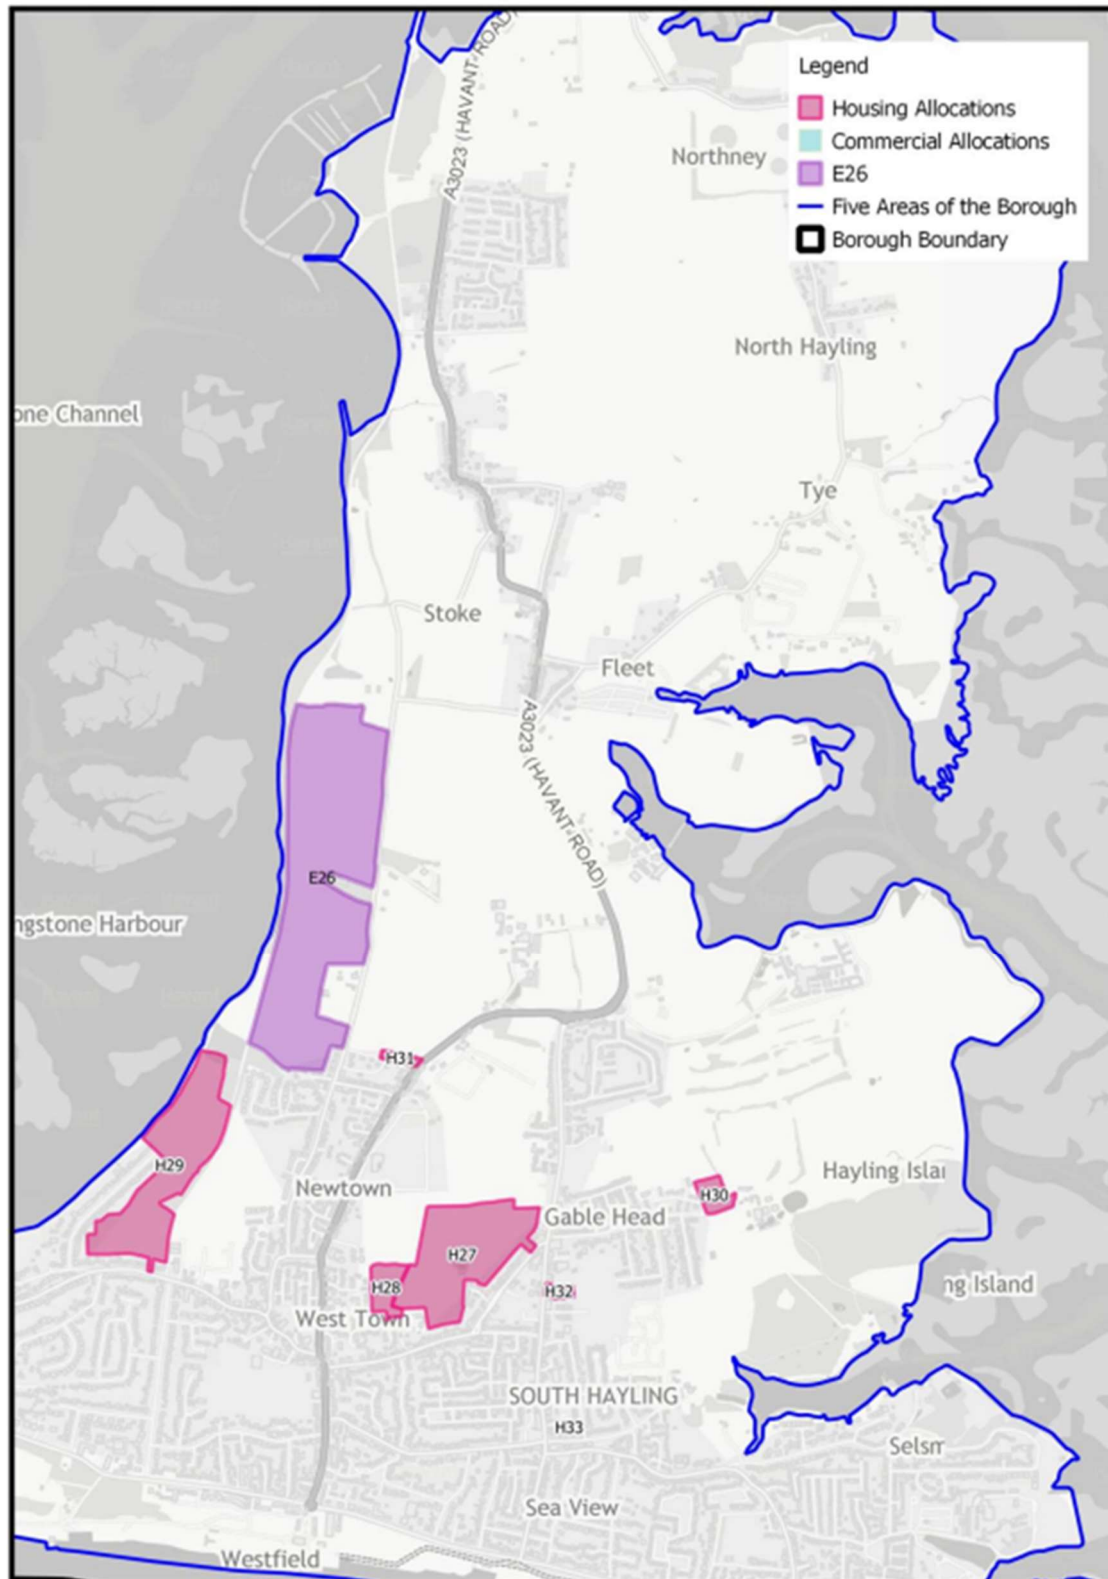 A3023 (HAVANT-ROAD)
Legend
Housing Allocations
Commercial Allocations
E26
Five Areas of the Borough
Borough Boundary
Northney
North Hayling
one Channel
Tye
Stoke
Fleet
A3023 (HAVANT-ROAD)
E26
ngstone Harbour
H31
H29
Hayling Islan
Newtown
H30
Gable Head
H27
H28
H32
ng Island
West Town
SOUTH HAYLING
H33
Selsm
Sea View
Westfield